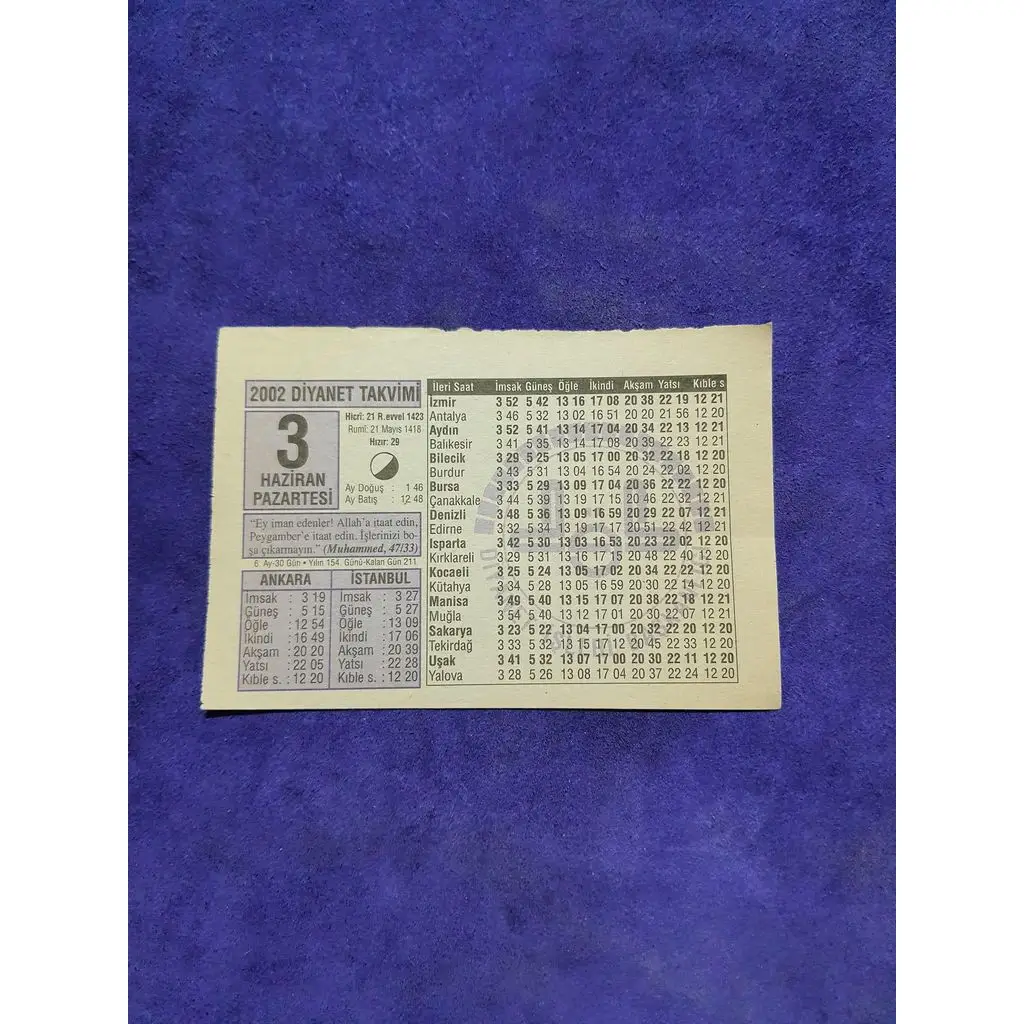 2002 DİYANET TAKVİMİ
3
HAZİRAN
PAZARTESİ
Hicrî: 21 R.evvel 1423
Rumî: 21 Mayıs 1418
Hızır: 29
Ay Doğuş : 1 46
Ay Batış : 12 48
"Ey iman edenler! Allah'a itaat edin,
Peygamber'e itaat edin. İşlerinizi bo-
şa çıkarmayın." (Muhammed, 47/33)
6. Ay-30 Gün • Yılın 154. Günü-Kalan Gün 211
ANKARA
İmsak : 3 19
Güneş : 5 15
Öğle : 12 54
İkindi : 16 49
Akşam : 20 20
Yatsı : 22 05
Kıble s. : 12 20
İSTANBUL
İmsak : 3 27
Güneş : 5 27
Öğle : 13 09
İkindi : 17 06
Akşam : 20 39
Yatsı : 22 28
Kıble s. : 12 20
İleri Saat İmsak Güneş Öğle İkindi Akşam Yatsı Kıble s
İzmir 3 52 5 42 13 16 17 08 20 38 22 19 12 21
Antalya 3 46 5 32 13 02 16 51 20 20 21 56 12 20
Aydın 3 52 5 41 13 14 17 04 20 34 22 13 12 21
Balıkesir 3 41 5 35 13 14 17 08 20 39 22 23 12 21
Bilecik 3 29 5 25 13 05 17 00 20 32 22 18 12 20
Burdur 3 43 5 31 13 04 16 54 20 24 22 02 12 20
Bursa 3 33 5 29 13 09 17 04 20 36 22 22 12 20
Çanakkale 3 44 5 39 13 19 17 15 20 46 22 32 12 21
Denizli 3 48 5 36 13 09 16 59 20 29 22 07 12 21
Edirne 3 32 5 34 13 19 17 17 20 51 22 42 12 21
Isparta 3 42 5 30 13 03 16 53 20 23 22 02 12 20
Kırklareli 3 29 5 31 13 16 17 15 20 48 22 40 12 21
Kocaeli 3 25 5 24 13 05 17 02 20 34 22 22 12 20
Kütahya 3 34 5 28 13 05 16 59 20 30 22 14 12 20
Manisa 3 49 5 40 13 15 17 07 20 38 22 18 12 21
Muğla 3 54 5 40 13 12 17 01 20 30 22 07 12 21
Sakarya 3 23 5 22 13 04 17 00 20 32 22 20 12 20
Tekirdağ 3 33 5 32 13 15 17 12 20 45 22 33 12 20
Uşak 3 41 5 32 13 07 17 00 20 30 22 11 12 20
Yalova 3 28 5 26 13 08 17 04 20 37 22 24 12 20